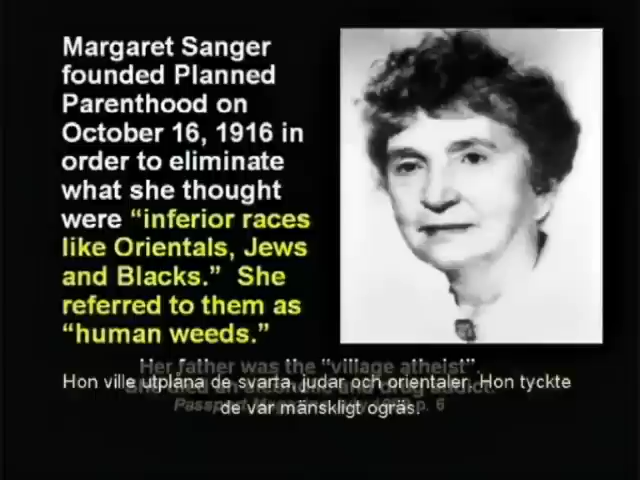 Margaret Sanger
founded Planned
Parenthood on
October 16, 1916 in
order to eliminate
what she thought
were “inferior races
like Orientals, Jews
and Blacks.” She
referred to them as
“human weeds.”
Her father was the "village atheist".
Hon ville utplåna de svarta, judar och orientaler. Hon tyckte
de var mänskligt ogräs.
p. 6